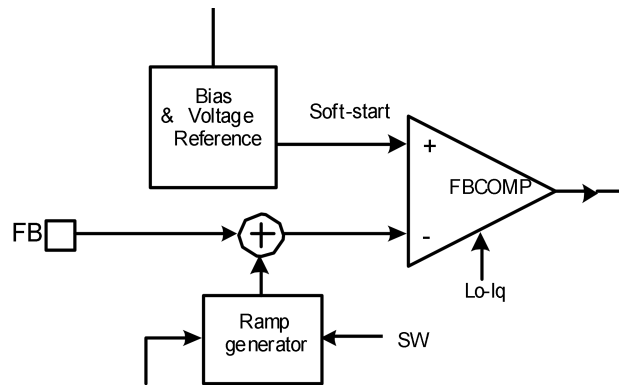 Bias
& Voltage
Reference
Soft-start
+
FBCOMP
FB
+
-
Lo-Iq
Ramp
generator
SW